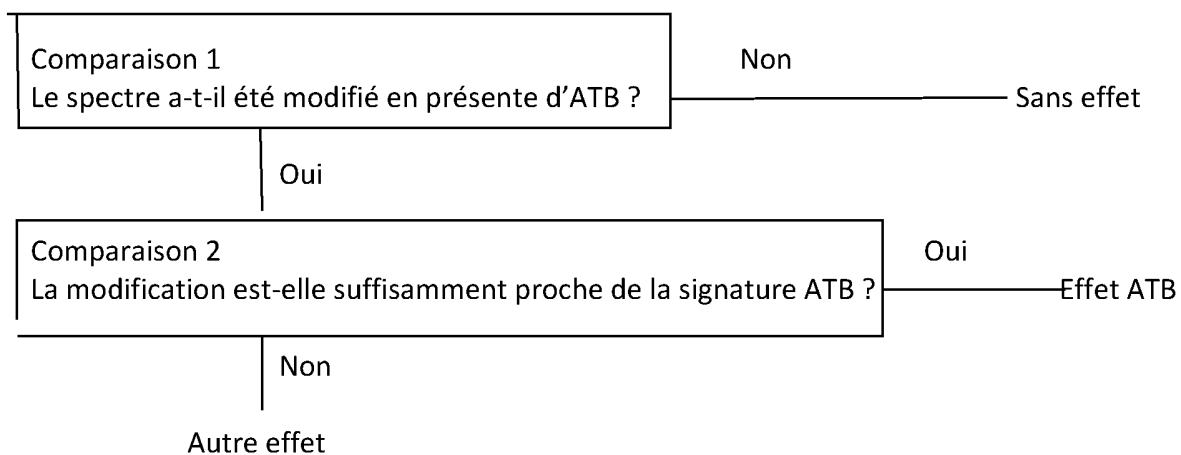 Comparaison 1
Le spectre a-t-il été modifié en présente d’ATB ?
Non
Sans effet
Oui
Comparaison 2
La modification est-elle suffisamment proche de la signature ATB ?
Oui
Effet ATB
Non
Autre effet